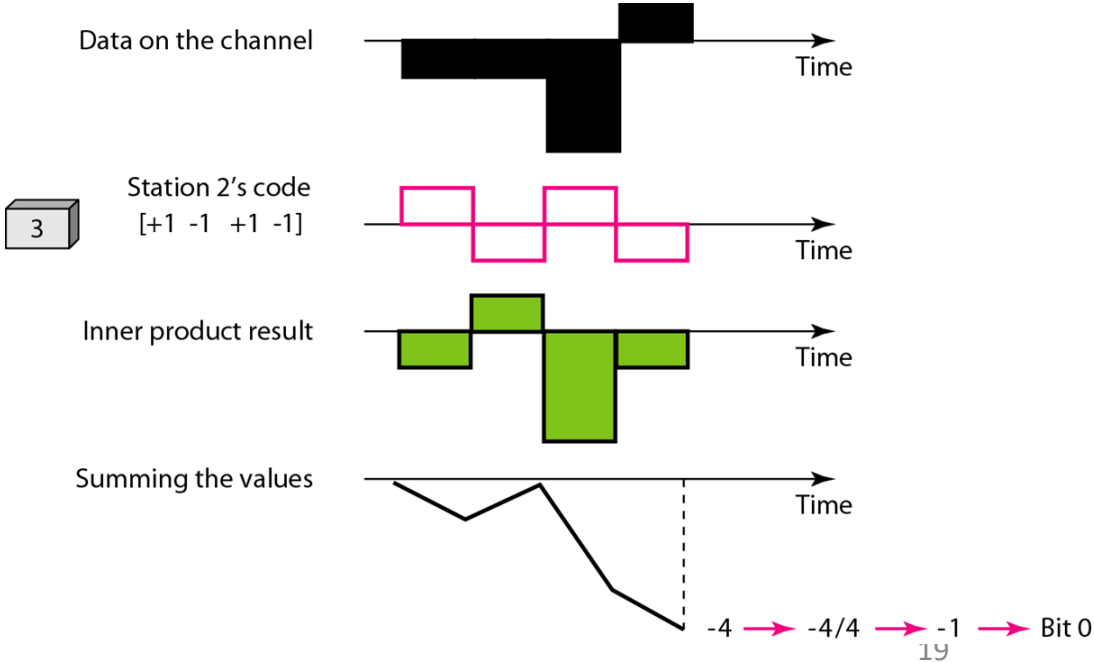 Data on the channel
Time
Station 2's code
[+1 -1 +1 -1]
3
Time
Inner product result
Time
Summing the values
Time
-4 -4/4 -1 Bit 0
19